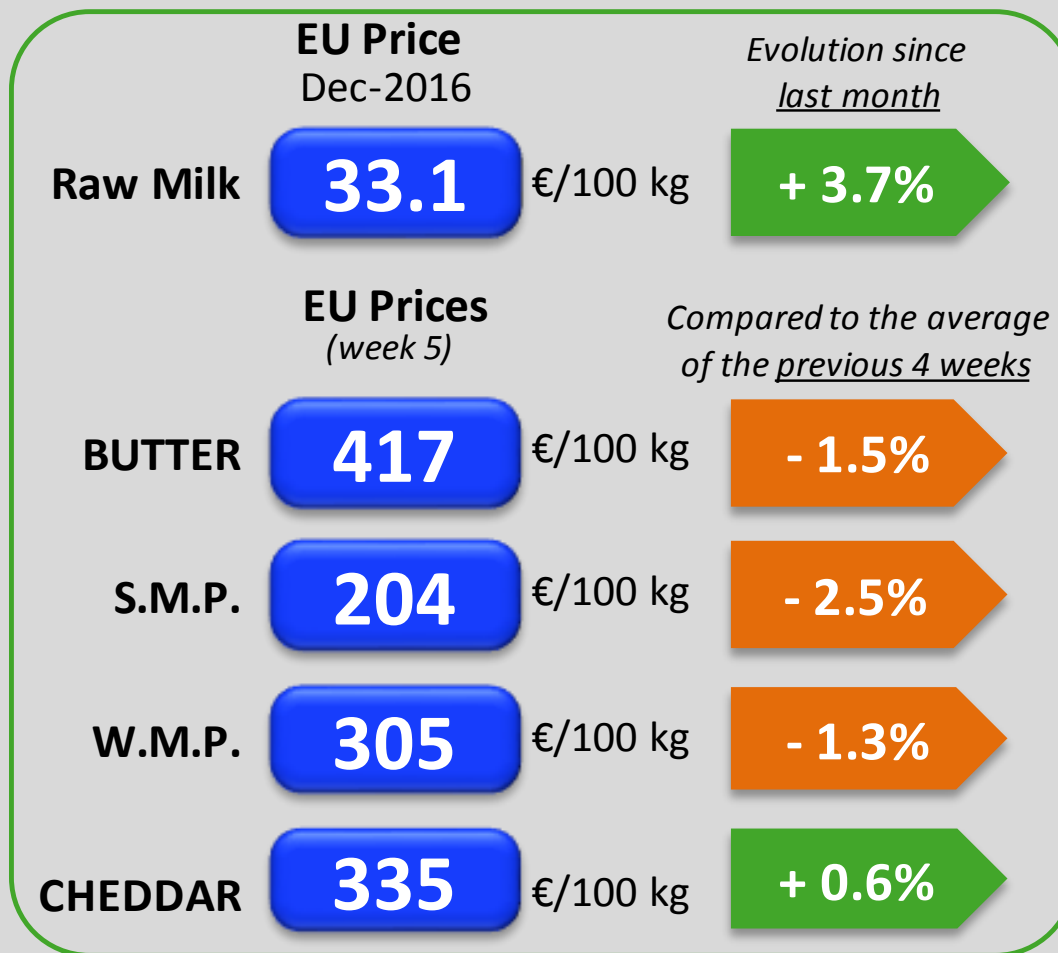 EU Price
Dec-2016
Evolution since
last month
Raw Milk 33.1 €/100 kg + 3.7%
EU Prices
(week 5)
Compared to the average
of the previous 4 weeks
BUTTER 417 €/100 kg - 1.5%
S.M.P. 204 €/100 kg - 2.5%
W.M.P. 305 €/100 kg - 1.3%
CHEDDAR 335 €/100 kg + 0.6%